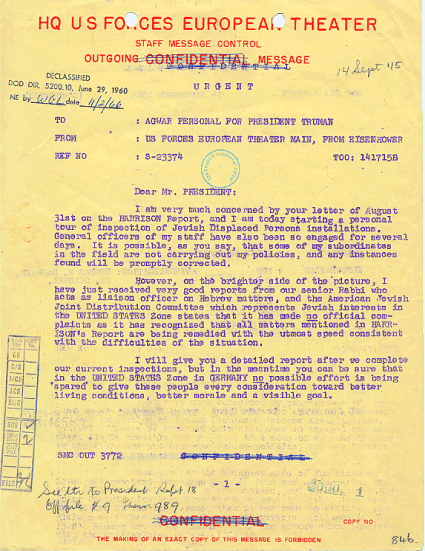 HQ US FORCES EUROPEAN THEATER
STAFF MESSAGE CONTROL
OUTGOING CONFIDENTIAL MESSAGE
CONFIDENTIAL
14 Sept 45
URGENT
DECLASSIFIED
DOD DIR. 5200.10, June 29, 1960
NE by WGL date 11/2/66
TO : AGWAR PERSONAL FOR PRESIDENT TRUMAN
FROM : US FORCES EUROPEAN THEATER MAIN, FROM EISENHOWER
REF NO : S-23374 TOO: 141715B
Dear Mr. PRESIDENT:
I am very much concerned by your letter of August
31st on the HARRISON Report, and I am today starting a personal
tour of inspection of Jewish Displaced Persons installations.
General officers of my staff have also been so engaged for several
days. It is possible, as you say, that some of my subordinates
in the field are not carrying out my policies, and any instances
found will be promptly corrected.
However, on the brighter side of the picture, I
have just received very good reports from our senior Rabbi who
acts as liaison officer on Hebrew matters, and the American Jewish
Joint Distribution Committee which represents Jewish interests in
the UNITED STATES Zone states that it has made no official com-
plaints as it has recognized that all matters mentioned in HARR-
ISON's Report are being remedied with the utmost speed consistent
with the difficulties of the situation.
I will give you a detailed report after we complete
our current inspections, but in the meantime you can be sure that
in the UNITED STATES Zone in GERMANY no possible effort is being
spared to give these people every consideration toward better
living conditions, better morale and a visible goal.
SMC OUT 3772 CONFIDENTIAL
- 1 -
1
CONFIDENTIAL
COPY NO
THE MAKING OF AN EXACT COPY OF THIS MESSAGE IS FORBIDDEN
846.